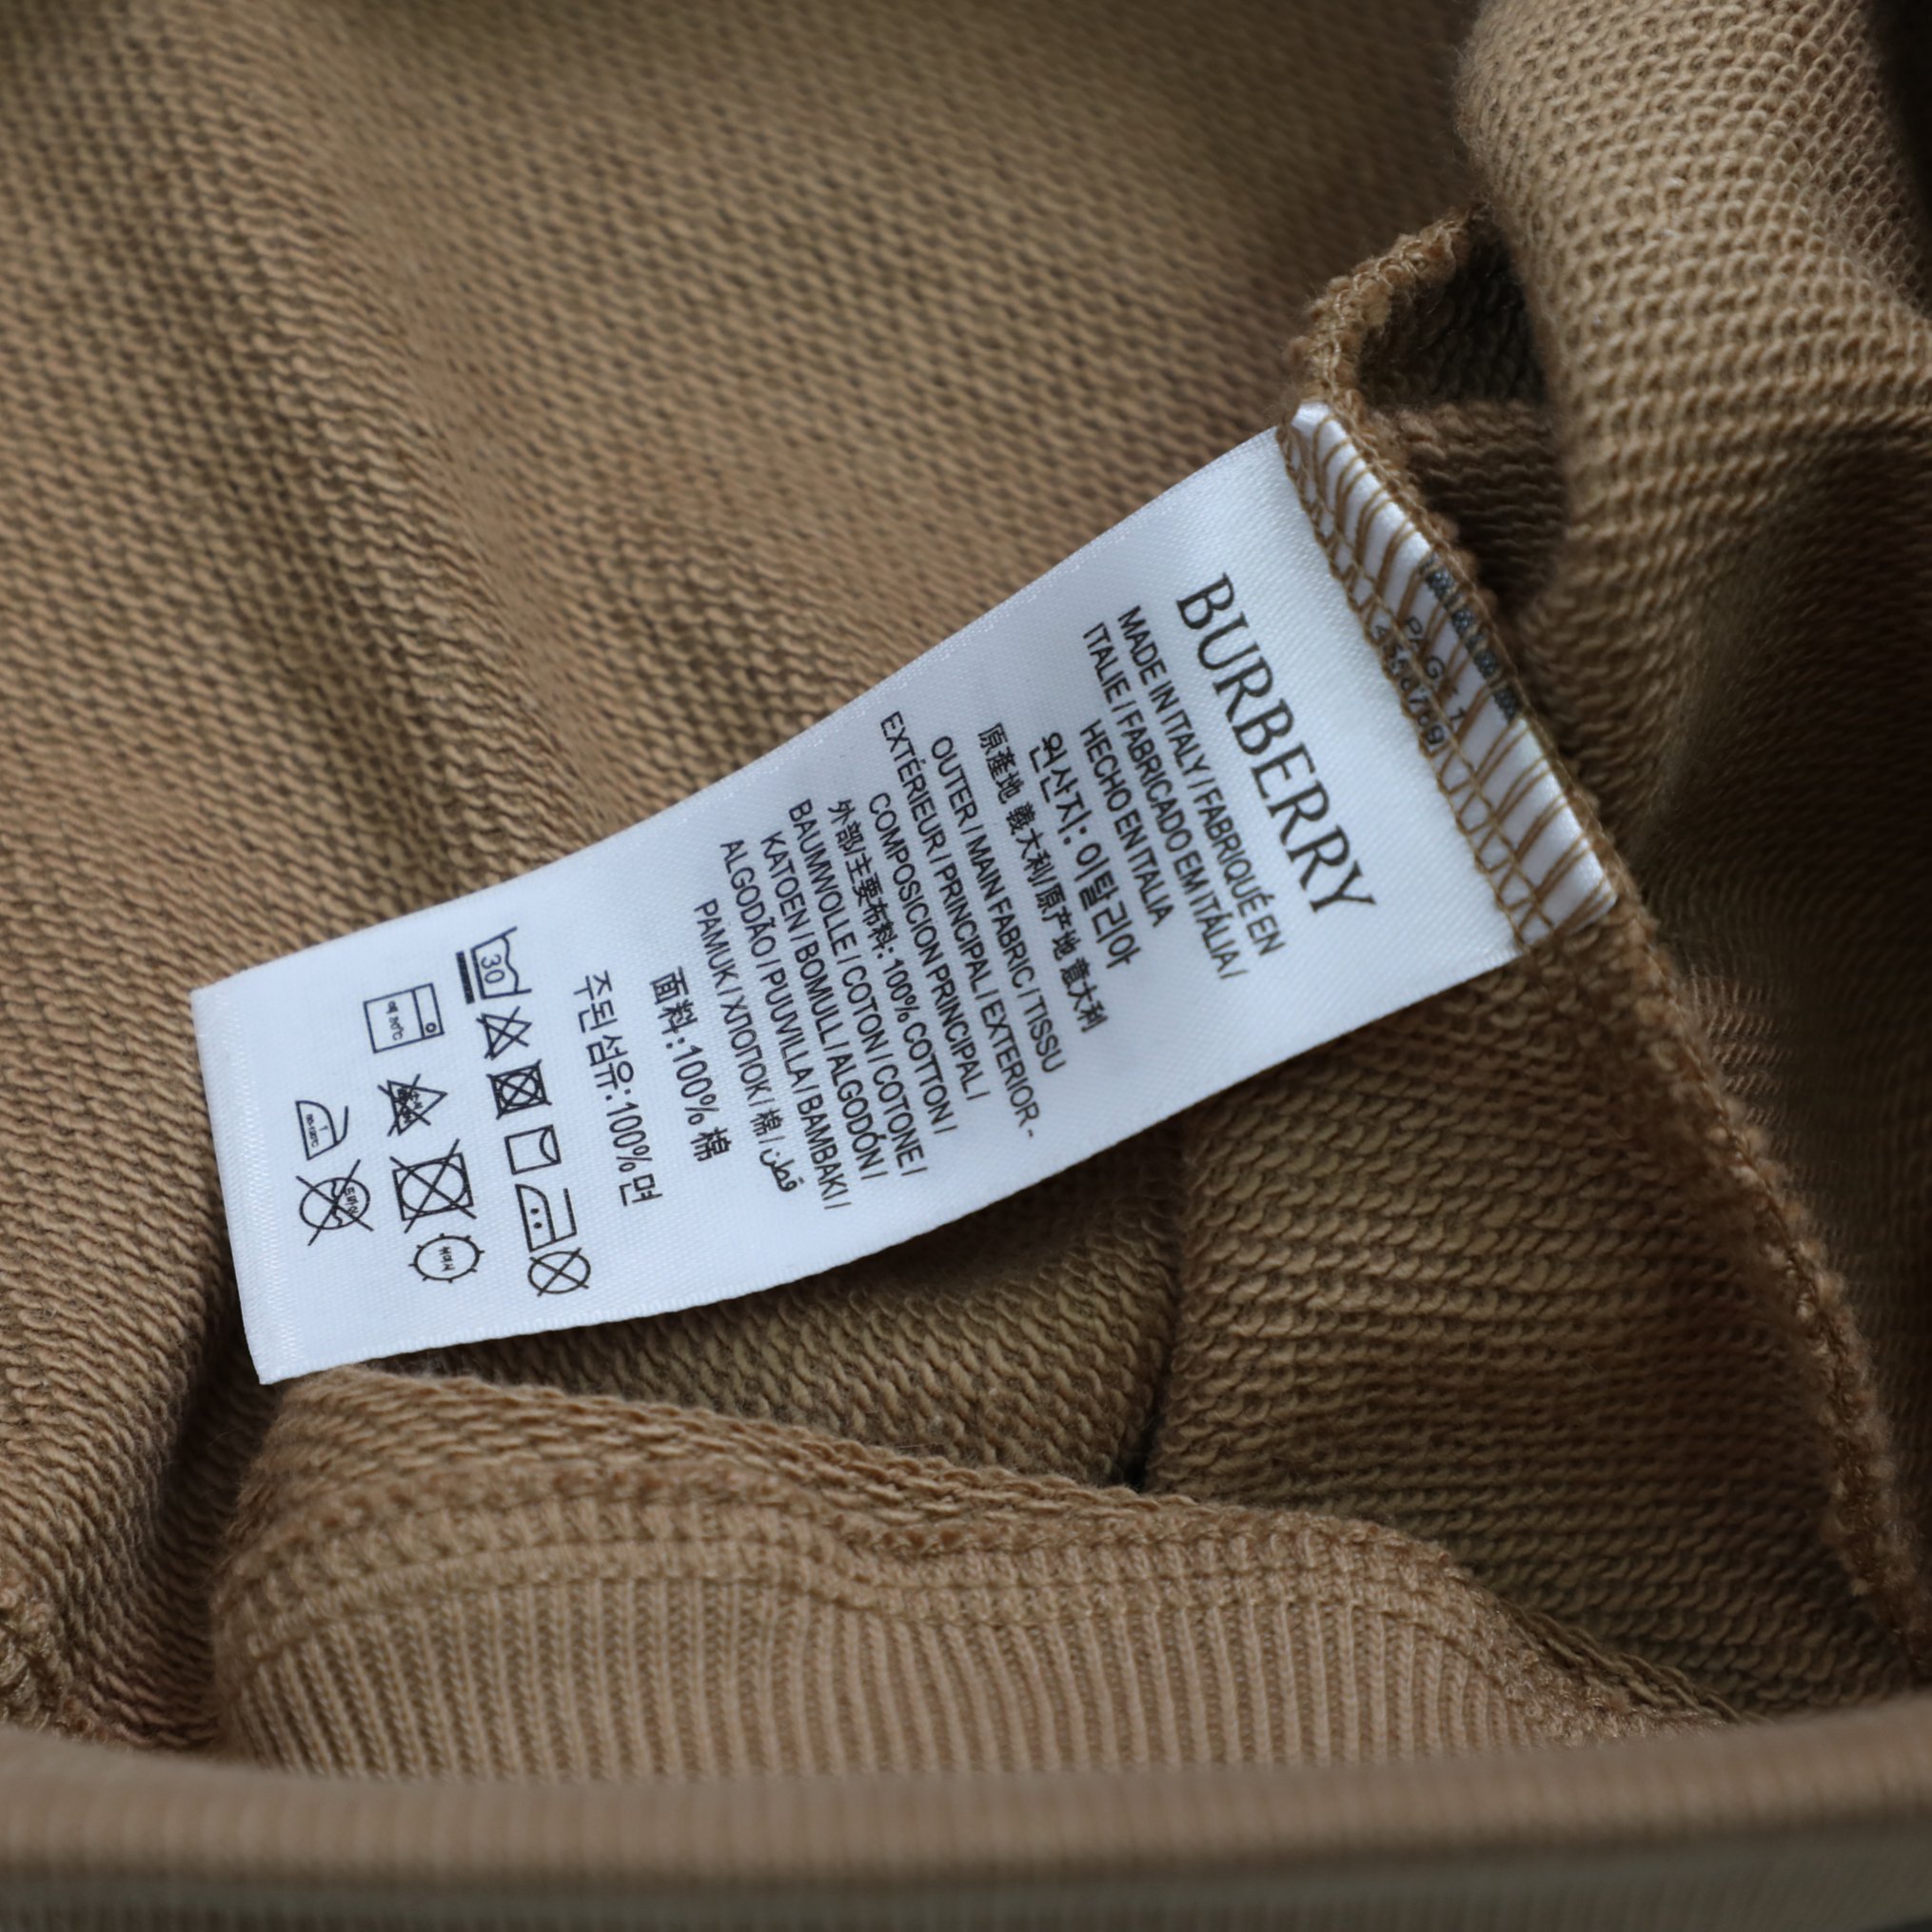 BURBERRY
MADE IN ITALY / FABRIQUÉ EN
ITALIE / FABRICADO EM ITÁLIA /
HECHO EN ITALIA
원산지: 이탈리아
原產地 義大利/原产地 意大利
OUTER / MAIN FABRIC / TISSU
EXTÉRIEUR / PRINCIPAL / EXTERIOR -
COMPOSICION PRINCIPAL /
外部主要布料: 100% COTTON /
BAUMWOLLE / COTON / COTONE /
KATOEN / BOMULL / ALGODÓN /
ALGODÃO / PUUVILLA / BAMBAKI /
PAMUK / ХЛОПОК / 棉 / قطن
面料:100% 棉
주된섬유:100%면
30